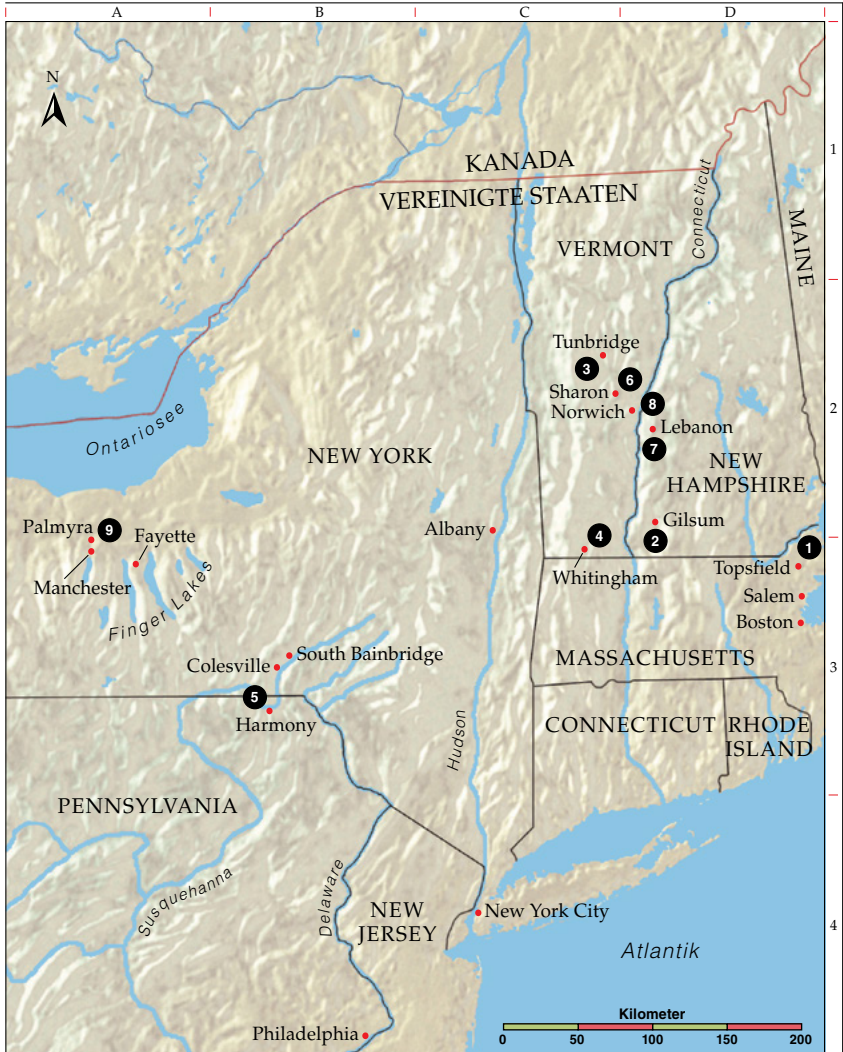 A B C D
N
1
KANADA
VEREINIGTE STAATEN
Connecticut
MAINE
VERMONT
Tunbridge
3
6
Sharon
8
Norwich
2
Ontariosee
Lebanon
7
NEW YORK
NEW
HAMPSHIRE
Palmyra
9
Fayette
Albany
4
Gilsum
2
1
Manchester
Whitingham
Topsfield
Finger Lakes
Salem
Boston
South Bainbridge
Colesville
MASSACHUSETTS
3
5
Harmony
CONNECTICUT
RHODE
ISLAND
Hudson
PENNSYLVANIA
Susquehanna
Delaware
NEW
JERSEY
New York City
4
Atlantik
Kilometer
0 50 100 150 200
Philadelphia